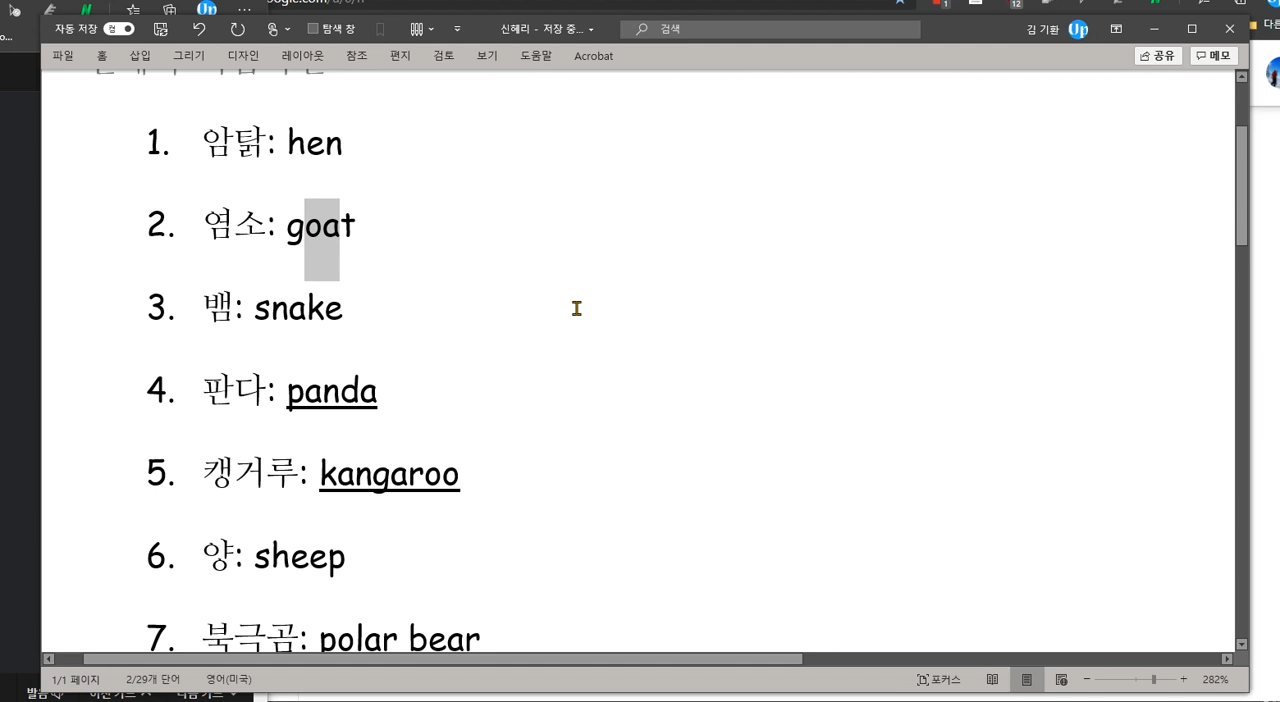 자동 저장 컴 탐색 창 신혜리 - 저장 중... 검색 김 기환 Up
파일 홈 삽입 그리기 디자인 레이아웃 참조 편지 검토 보기 도움말 Acrobat 공유 메모
1. 암탉: hen
2. 염소: goat
3. 뱀: snake
4. 판다: panda
5. 캥거루: kangaroo
6. 양: sheep
7. 북극곰: polar bear
1/1 페이지 2/29개 단어 영어(미국) 포커스 282%